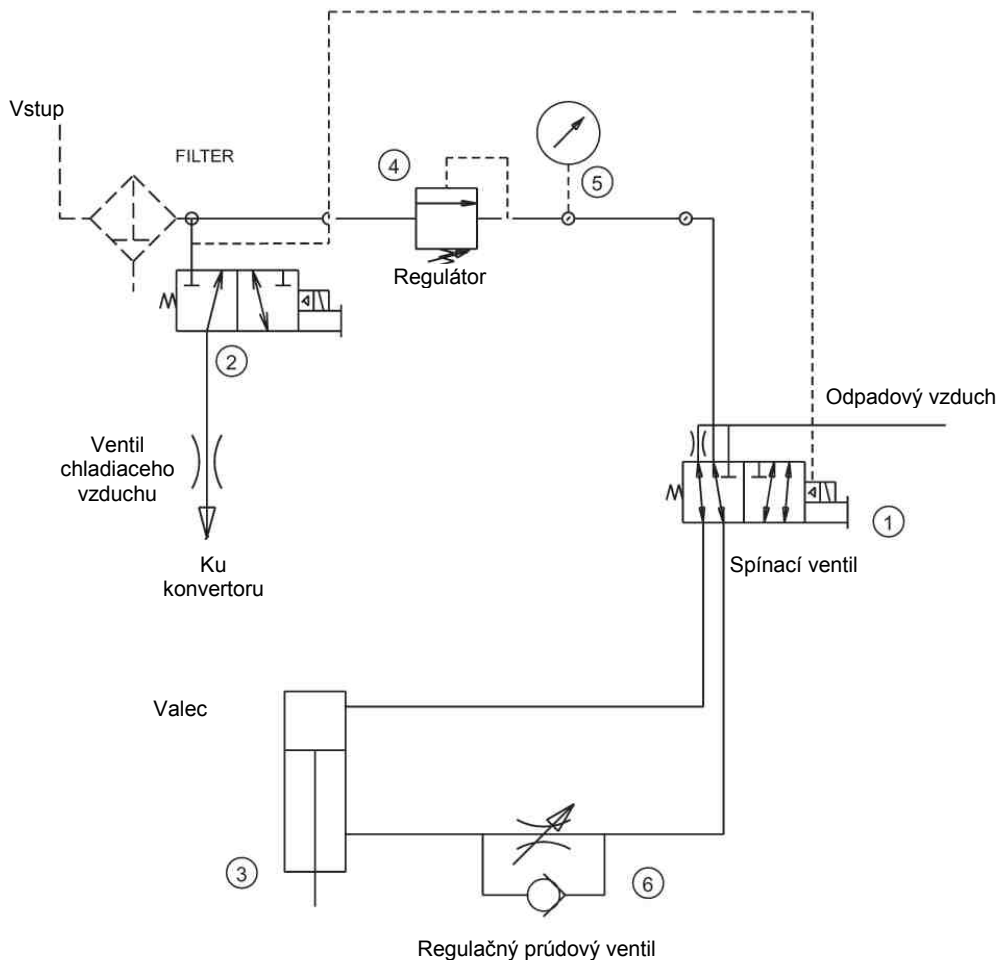 Vstup
FILTER
4
5
Regulátor
2
Odpadový vzduch
Ventil
chladiaceho
vzduchu
1
Ku
konvertoru
Spínací ventil
Valec
3
6
Regulačný prúdový ventil